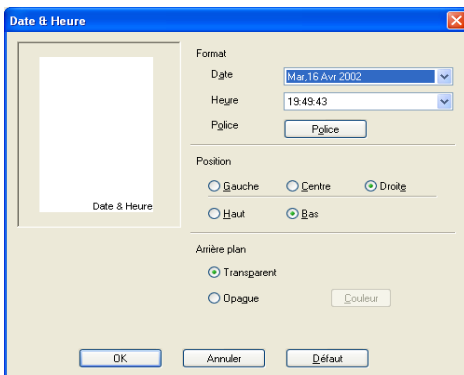 Date & Heure
Format
Date Mar,16 Avr 2002
Heure 19:49:43
Police Police
Date & Heure
Position
Gauche Centre Droite
Haut Bas
Arrière plan
Transparent
Opaque Couleur
OK Annuler Défaut